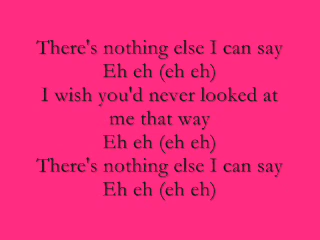 There's nothing else I can say
Eh eh (eh eh)
I wish you'd never looked at
me that way
Eh eh (eh eh)
There's nothing else I can say
Eh eh (eh eh)